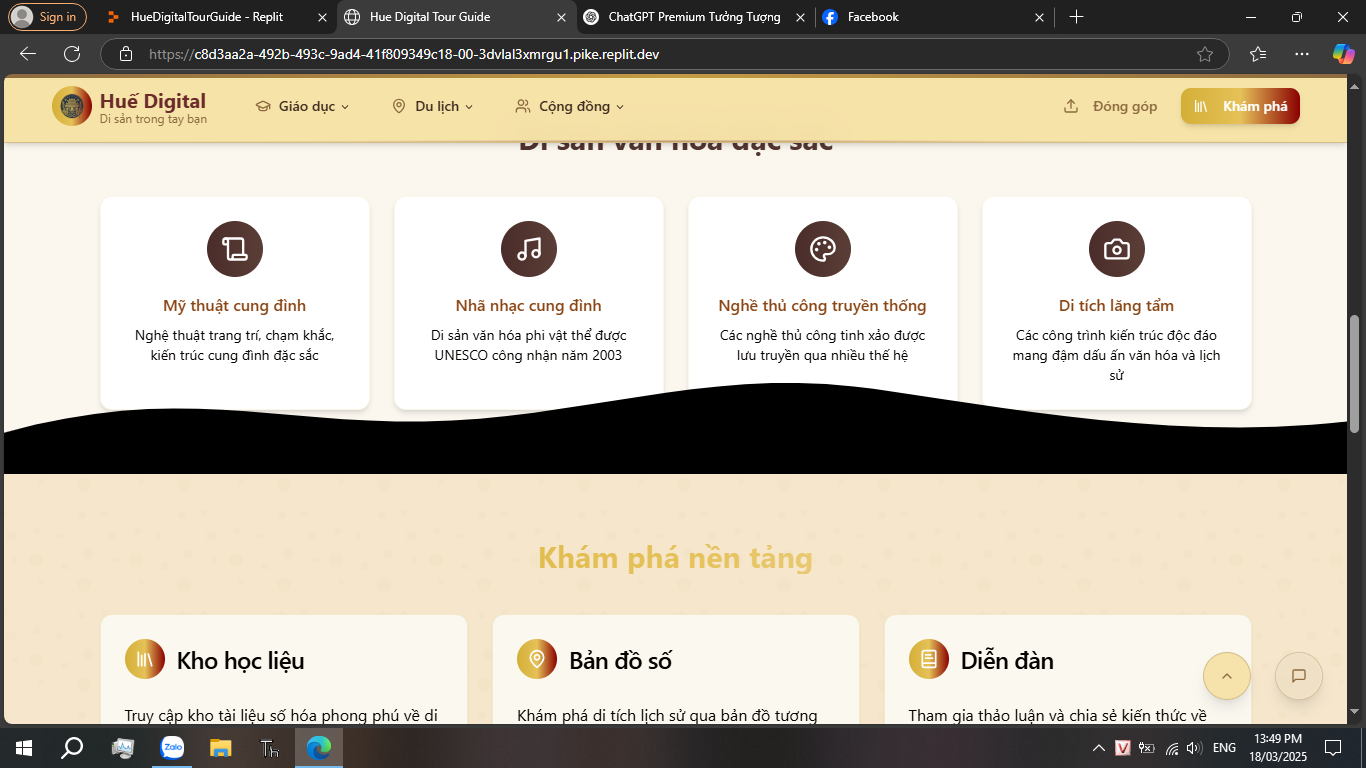 Sign in
HueDigitalTourGuide - Replit
Hue Digital Tour Guide
ChatGPT Premium Tưởng Tượng
Facebook
https://c8d3aa2a-492b-493c-9ad4-41f809349c18-00-3dvlal3xmrgu1.pike.replit.dev
Huế Digital
Di sản trong tay bạn
Giáo dục
Du lịch
Cộng đồng
Đóng góp
Khám phá
Di sản văn hóa đặc sắc
Mỹ thuật cung đình
Nghệ thuật trang trí, chạm khắc,
kiến trúc cung đình đặc sắc
Nhã nhạc cung đình
Di sản văn hóa phi vật thể được
UNESCO công nhận năm 2003
Nghề thủ công truyền thống
Các nghề thủ công tinh xảo được
lưu truyền qua nhiều thế hệ
Di tích lăng tẩm
Các công trình kiến trúc độc đáo
mang đậm dấu ấn văn hóa và lịch
sử
Khám phá nền tảng
Kho học liệu
Truy cập kho tài liệu số hóa phong phú về di
Bản đồ số
Khám phá di tích lịch sử qua bản đồ tương
Diễn đàn
Tham gia thảo luận và chia sẻ kiến thức về
Zalo
Th
V
ENG
13:49 PM
18/03/2025